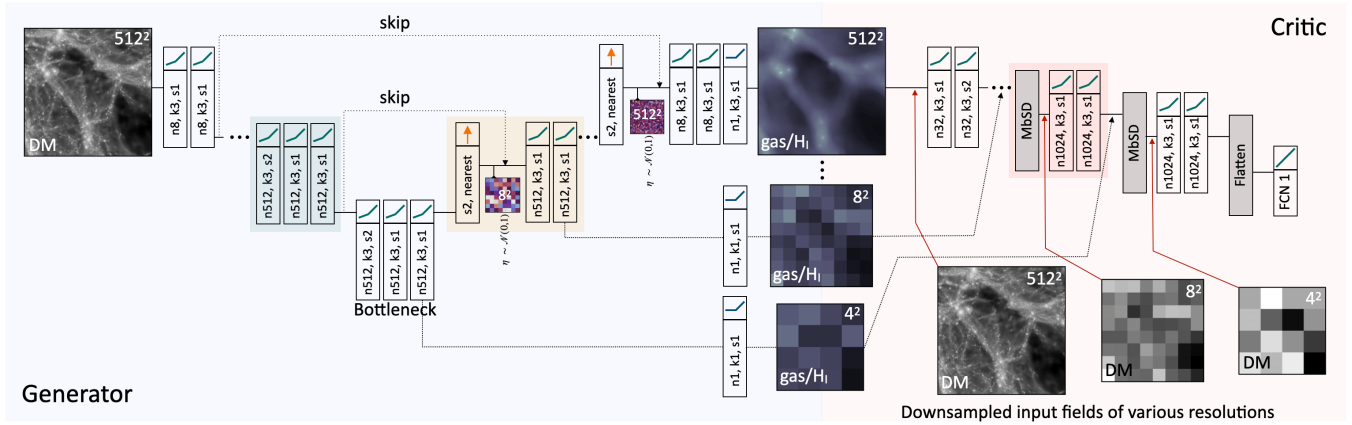 skip
Critic
512²
DM
n8, k3, s1
n8, k3, s1
skip
n512, k3, s2
n512, k3, s1
n512, k3, s1
n512, k3, s2
n512, k3, s1
n512, k3, s1
Bottleneck
s2, nearest
8²
η ~ 𝒩(0,1)
n512, k3, s1
n512, k3, s1
s2, nearest
512²
η ~ 𝒩(0,1)
n8, k3, s1
n8, k3, s1
n1, k3, s1
512²
gas/H_I
n1, k1, s1
8²
gas/H_I
n1, k1, s1
4²
gas/H_I
n32, k3, s1
n32, k3, s2
MbSD
n1024, k3, s1
n1024, k3, s1
MbSD
n1024, k3, s1
n1024, k3, s1
Flatten
FCN 1
512²
DM
8²
DM
4²
DM
Generator
Downsampled input fields of various resolutions